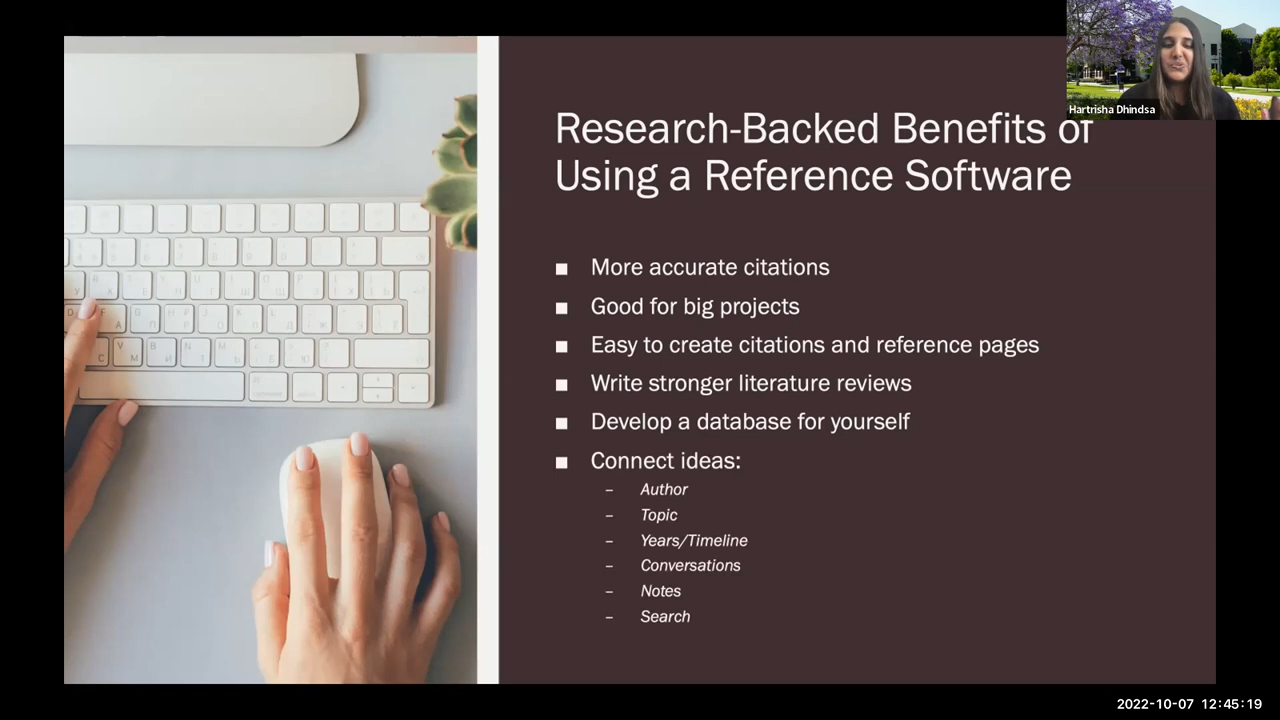 Hartrisha Dhindsa
Research-Backed Benefits of
Using a Reference Software
■ More accurate citations
■ Good for big projects
■ Easy to create citations and reference pages
■ Write stronger literature reviews
■ Develop a database for yourself
■ Connect ideas:
– Author
– Topic
– Years/Timeline
– Conversations
– Notes
– Search
2022-10-07 12:45:19